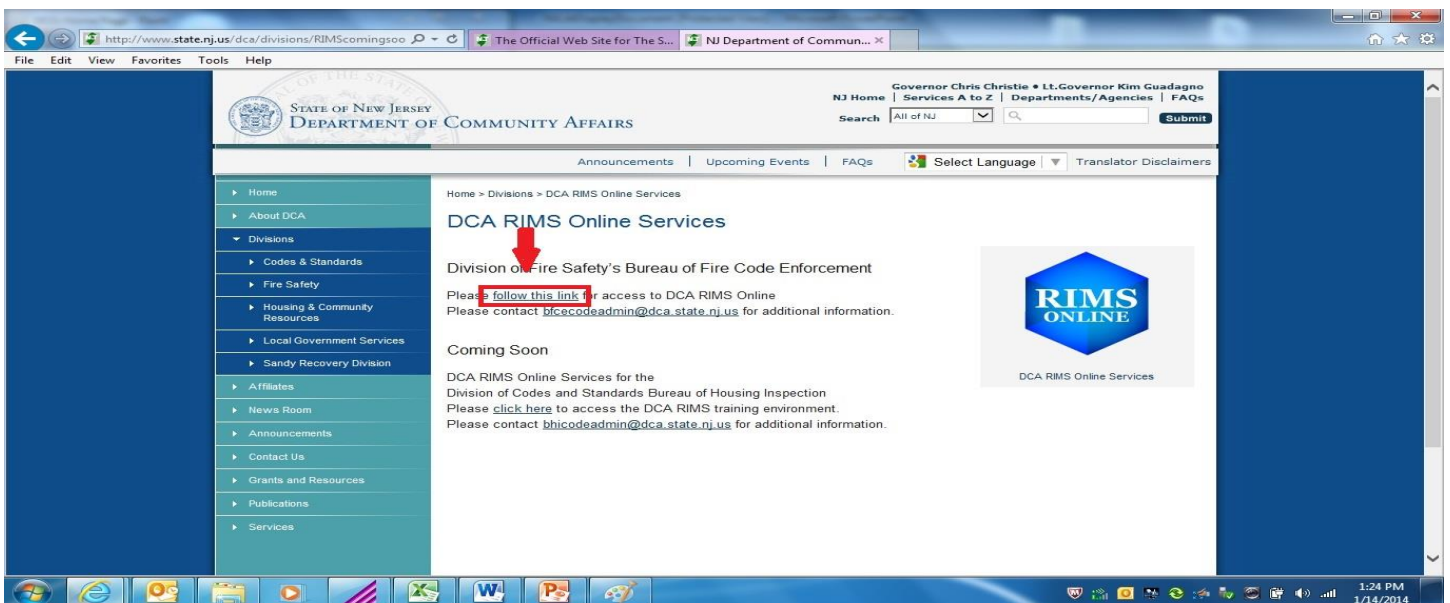 http://www.state.nj.us/dca/divisions/RIMScomingsoo
The Official Web Site for The S...
NJ Department of Commun...
File Edit View Favorites Tools Help
STATE OF NEW JERSEY
DEPARTMENT OF COMMUNITY AFFAIRS
Governor Chris Christie • Lt.Governor Kim Guadagno
NJ Home | Services A to Z | Departments/Agencies | FAQs
Search All of NJ Submit
Announcements | Upcoming Events | FAQs Select Language ▼ Translator Disclaimers
Home
About DCA
Divisions
Codes & Standards
Fire Safety
Housing & Community
Resources
Local Government Services
Sandy Recovery Division
Affiliates
News Room
Announcements
Contact Us
Grants and Resources
Publications
Services
Home > Divisions > DCA RIMS Online Services
DCA RIMS Online Services
Division of Fire Safety's Bureau of Fire Code Enforcement
Please follow this link for access to DCA RIMS Online
Please contact bfcecodeadmin@dca.state.nj.us for additional information.
Coming Soon
DCA RIMS Online Services for the
Division of Codes and Standards Bureau of Housing Inspection
Please click here to access the DCA RIMS training environment.
Please contact bhicodeadmin@dca.state.nj.us for additional information.
RIMS
ONLINE
DCA RIMS Online Services
1:24 PM
1/14/2014